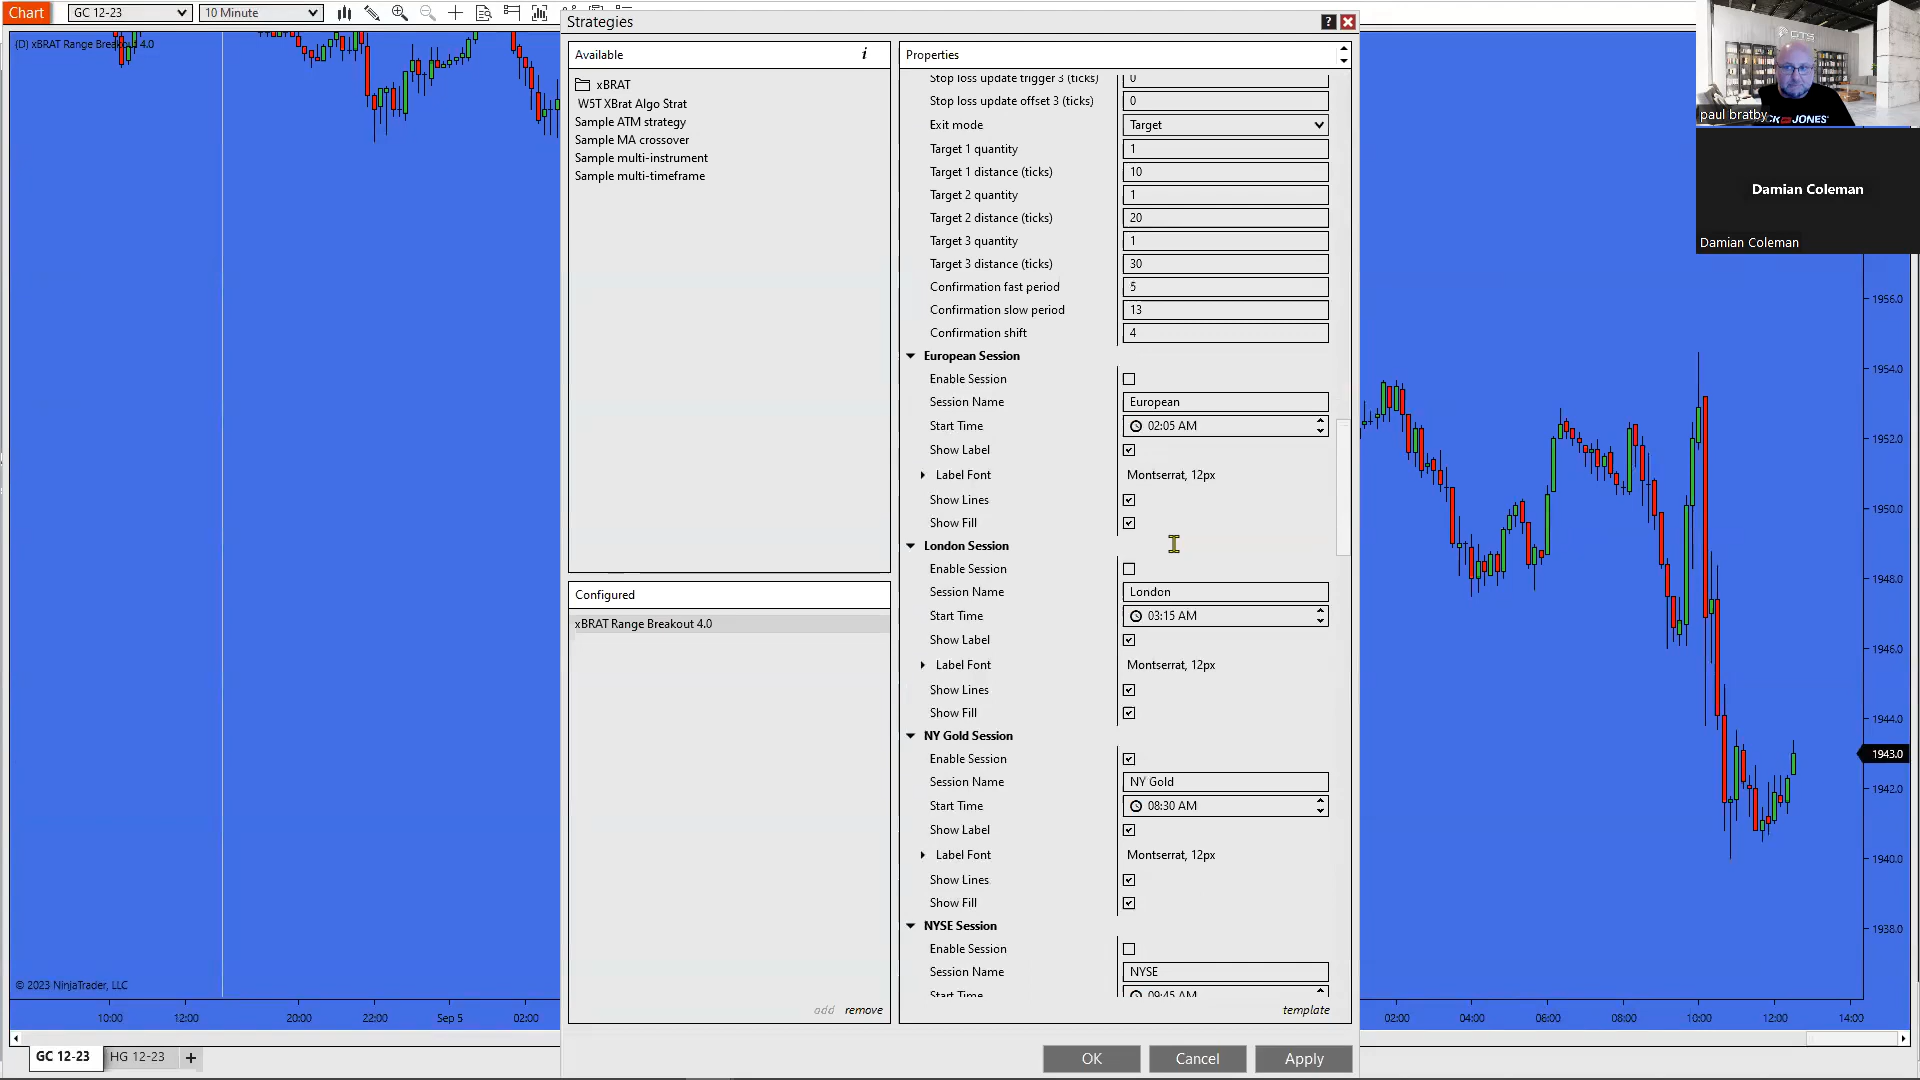 Chart
GC 12-23
10 Minute
(D) xBRAT Range Breakout 4.0
Strategies
?
Available
i
xBRAT
W5T XBrat Algo Strat
Sample ATM strategy
Sample MA crossover
Sample multi-instrument
Sample multi-timeframe
Configured
xBRAT Range Breakout 4.0
add remove
Properties
Stop loss update trigger 3 (ticks) 0
Stop loss update offset 3 (ticks) 0
Exit mode Target
Target 1 quantity 1
Target 1 distance (ticks) 10
Target 2 quantity 1
Target 2 distance (ticks) 20
Target 3 quantity 1
Target 3 distance (ticks) 30
Confirmation fast period 5
Confirmation slow period 13
Confirmation shift 4
European Session
Enable Session
Session Name European
Start Time 02:05 AM
Show Label
Label Font Montserrat, 12px
Show Lines
Show Fill
London Session
Enable Session
Session Name London
Start Time 03:15 AM
Show Label
Label Font Montserrat, 12px
Show Lines
Show Fill
NY Gold Session
Enable Session
Session Name NY Gold
Start Time 08:30 AM
Show Label
Label Font Montserrat, 12px
Show Lines
Show Fill
NYSE Session
Enable Session
Session Name NYSE
Start Time 09:45 AM
template
OK Cancel Apply
GTS
paul bratby
JONES
Damian Coleman
Damian Coleman
1956.0
1954.0
1952.0
1950.0
1948.0
1946.0
1944.0
1943.0
1942.0
1940.0
1938.0
© 2023 NinjaTrader, LLC
10:00 12:00 20:00 22:00 Sep 5 02:00 02:00 04:00 06:00 08:00 10:00 12:00 14:00
GC 12-23 HG 12-23 +